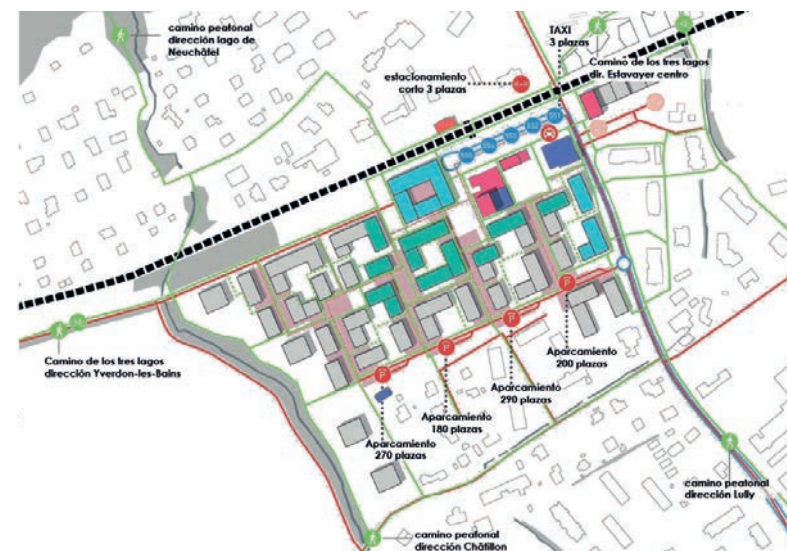 camino peatonal
dirección lago de
Neuchâtel
TAXI
3 plazas
estacionamiento
corto 3 plazas
Camino de los tres lagos
dir. Estavayer centro
P
P
P
P
Camino de los tres lagos
dirección Yverdon-les-Bains
Aparcamiento
200 plazas
Aparcamiento
290 plazas
Aparcamiento
180 plazas
Aparcamiento
270 plazas
camino peatonal
dirección Lully
camino peatonal
dirección Châtillon